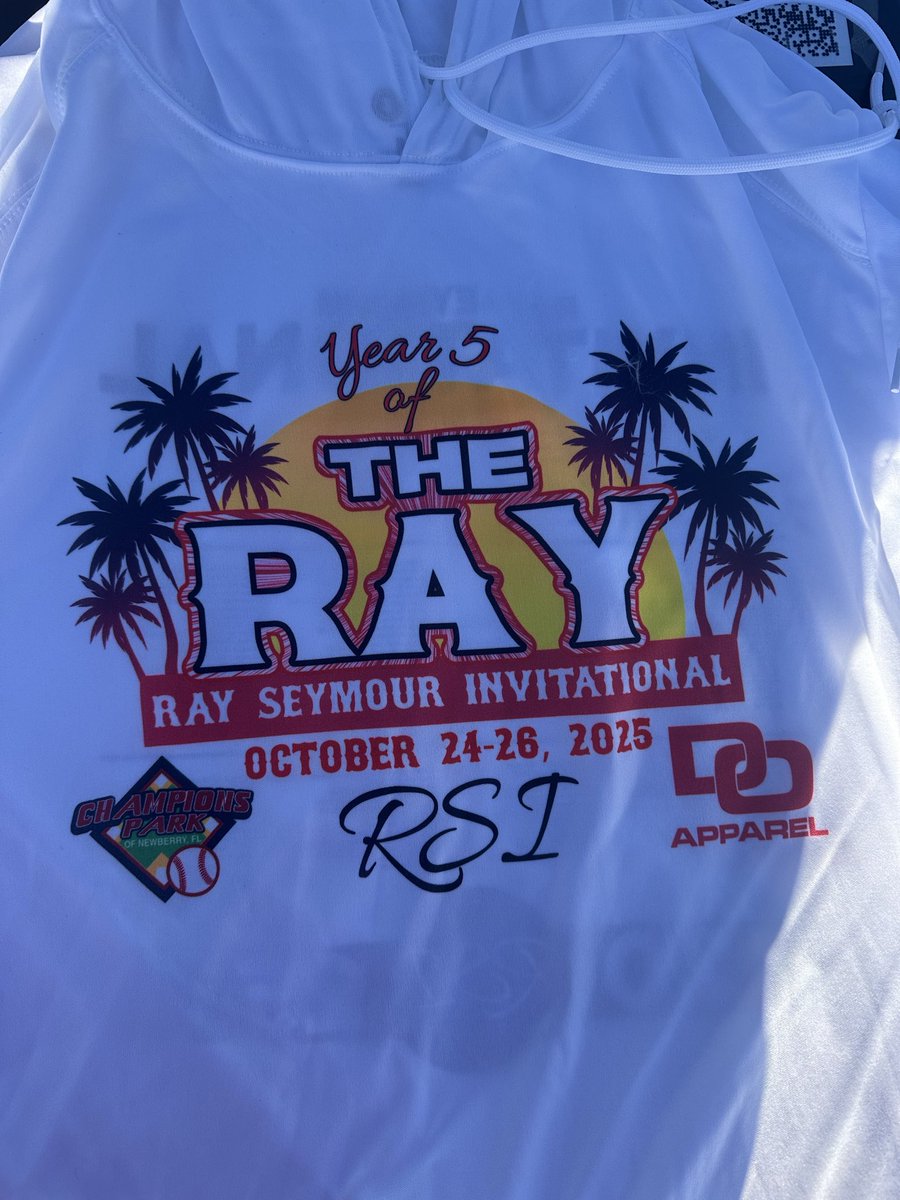 Year 5
of
THE
RAY
RAY SEYMOUR INVITATIONAL
OCTOBER 24-26, 2025
CHAMPIONS
PARK
OF NEWBERRY, FL
RSI
DO
APPAREL